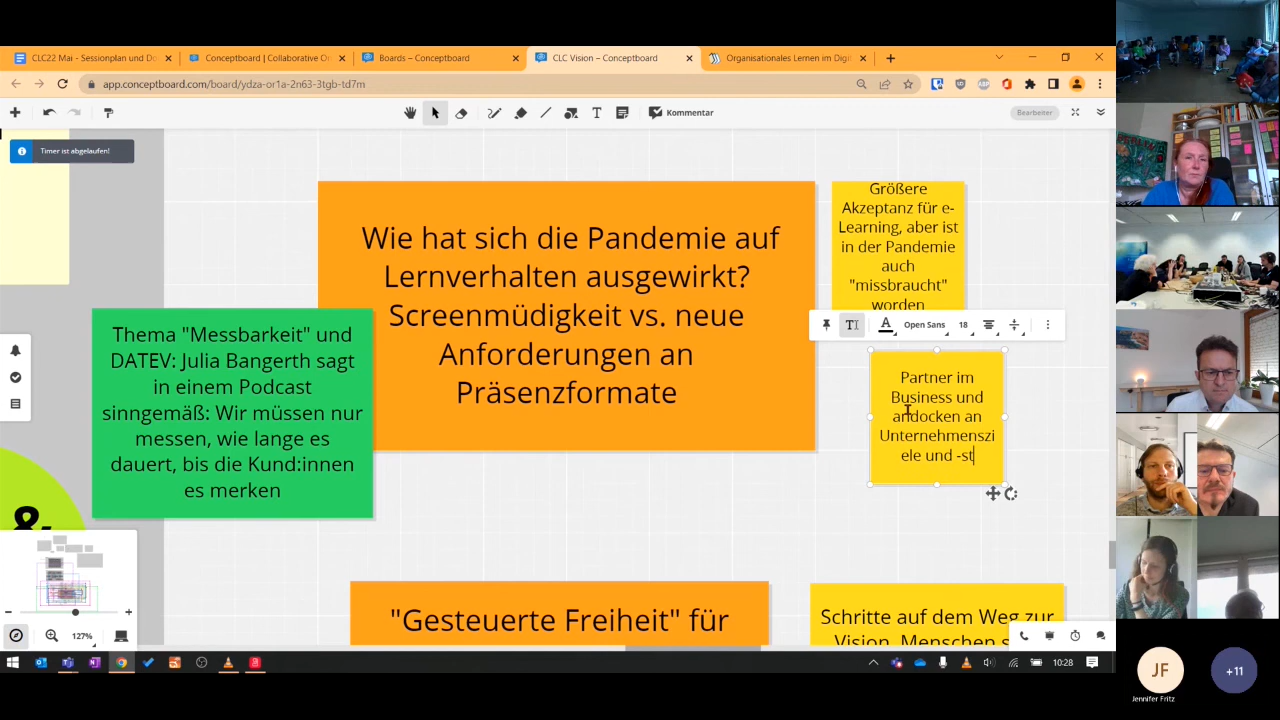 CLC22 Mai - Sessionplan und Do
Conceptboard | Collaborative On
Boards – Conceptboard
CLC Vision – Conceptboard
Organisationales Lernen im Digit
app.conceptboard.com/board/ydza-or1a-2n63-3tgb-td7m
Kommentar
Bearbeiter
Timer ist abgelaufen!
Wie hat sich die Pandemie auf
Lernverhalten ausgewirkt?
Screenmüdigkeit vs. neue
Anforderungen an
Präsenzformate
Größere
Akzeptanz für e-
Learning, aber ist
in der Pandemie
auch
"missbraucht"
worden
Open Sans
18
Thema "Messbarkeit" und
DATEV: Julia Bangerth sagt
in einem Podcast
sinngemäß: Wir müssen nur
messen, wie lange es
dauert, bis die Kund:innen
es merken
Partner im
Business und
andocken an
Unternehmenszi
ele und -st
&
"Gesteuerte Freiheit" für
Schritte auf dem Weg zur
127%
10:28
JF
+11
Jennifer Fritz